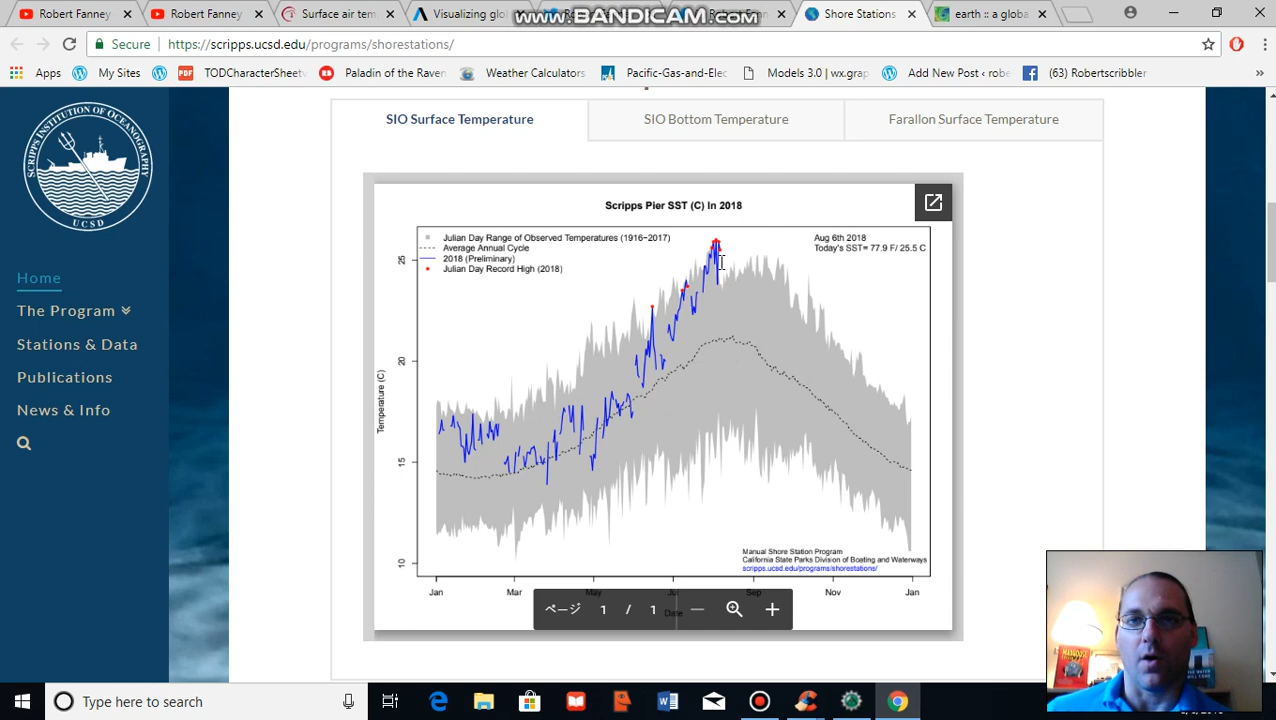 Robert Fanney
Robert Fanney
Surface air tem
Visualizing glo
www.BANDICAM.com
Shore Stations
earth :: a globa
Secure https://scripps.ucsd.edu/programs/shorestations/
Apps My Sites TODCharacterSheet Paladin of the Raven Weather Calculators Pacific-Gas-and-Elec Models 3.0 | wx.grap Add New Post ‹ robe (63) Robertscribbler »
SCRIPPS INSTITUTION OF OCEANOGRAPHY
UCSD
Home
The Program
Stations & Data
Publications
News & Info
SIO Surface Temperature SIO Bottom Temperature Farallon Surface Temperature
Scripps Pier SST (C) In 2018
Julian Day Range of Observed Temperatures (1916-2017)
Average Annual Cycle
2018 (Preliminary)
Julian Day Record High (2018)
Aug 6th 2018
Today's SST= 77.9 F/ 25.5 C
Temperature (C)
25
20
15
10
Manual Shore Station Program
California State Parks Division of Boating and Waterways
scripps.ucsd.edu/programs/shorestations/
Jan Mar May Jul Sep Nov Jan
Date
ページ 1 / 1
Type here to search